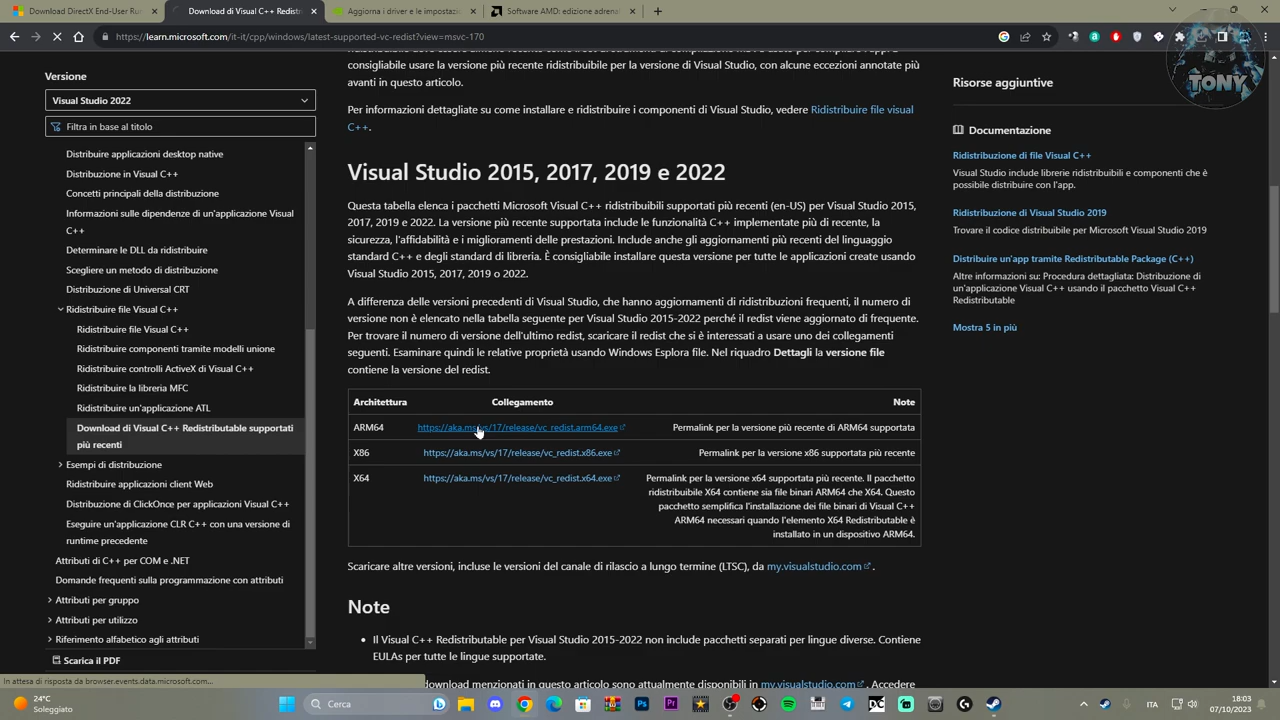 Download DirectX End-User Run
Download di Visual C++ Redistr
Aggiorna i driver e le impostazio
Software AMD: edizione adrenal
https://learn.microsoft.com/it-it/cpp/windows/latest-supported-vc-redist?view=msvc-170
TONY
Versione
Visual Studio 2022
Filtra in base al titolo
Distribuire applicazioni desktop native
Distribuzione in Visual C++
Concetti principali della distribuzione
Informazioni sulle dipendenze di un'applicazione Visual
C++
Determinare le DLL da ridistribuire
Scegliere un metodo di distribuzione
Distribuzione di Universal CRT
Ridistribuire file Visual C++
Ridistribuire file Visual C++
Ridistribuire componenti tramite modelli unione
Ridistribuire controlli ActiveX di Visual C++
Ridistribuire la libreria MFC
Ridistribuire un'applicazione ATL
Download di Visual C++ Redistributable supportati
più recenti
Esempi di distribuzione
Ridistribuire applicazioni client Web
Distribuzione di ClickOnce per applicazioni Visual C++
Eseguire un'applicazione CLR C++ con una versione di
runtime precedente
Attributi di C++ per COM e .NET
Domande frequenti sulla programmazione con attributi
Attributi per gruppo
Attributi per utilizzo
Riferimento alfabetico agli attributi
Scarica il PDF
In attesa di risposta da browser.events.data.microsoft.com...
consigliabile usare la versione più recente ridistribuibile per la versione di Visual Studio, con alcune eccezioni annotate più
avanti in questo articolo.
Per informazioni dettagliate su come installare e ridistribuire i componenti di Visual Studio, vedere Ridistribuire file visual
C++.
Visual Studio 2015, 2017, 2019 e 2022
Questa tabella elenca i pacchetti Microsoft Visual C++ ridistribuibili supportati più recenti (en-US) per Visual Studio 2015,
2017, 2019 e 2022. La versione più recente supportata include le funzionalità C++ implementate più di recente, la
sicurezza, l'affidabilità e i miglioramenti delle prestazioni. Include anche gli aggiornamenti più recenti del linguaggio
standard C++ e degli standard di libreria. È consigliabile installare questa versione per tutte le applicazioni create usando
Visual Studio 2015, 2017, 2019 o 2022.
A differenza delle versioni precedenti di Visual Studio, che hanno aggiornamenti di ridistribuzioni frequenti, il numero di
versione non è elencato nella tabella seguente per Visual Studio 2015-2022 perché il redist viene aggiornato di frequente.
Per trovare il numero di versione dell'ultimo redist, scaricare il redist che si è interessati a usare uno dei collegamenti
seguenti. Esaminare quindi le relative proprietà usando Windows Esplora file. Nel riquadro Dettagli la versione file
contiene la versione del redist.
Architettura Collegamento Note
ARM64 https://aka.ms/vs/17/release/vc_redist.arm64.exe Permalink per la versione più recente di ARM64 supportata
X86 https://aka.ms/vs/17/release/vc_redist.x86.exe Permalink per la versione x86 supportata più recente
X64 https://aka.ms/vs/17/release/vc_redist.x64.exe Permalink per la versione x64 supportata più recente. Il pacchetto
ridistribuibile X64 contiene sia file binari ARM64 che X64. Questo
pacchetto semplifica l'installazione dei file binari di Visual C++
ARM64 necessari quando l'elemento X64 Redistributable è
installato in un dispositivo ARM64.
Scaricare altre versioni, incluse le versioni del canale di rilascio a lungo termine (LTSC), da my.visualstudio.com.
Note
Il Visual C++ Redistributable per Visual Studio 2015-2022 non include pacchetti separati per lingue diverse. Contiene
EULAs per tutte le lingue supportate.
download menzionati in questo articolo sono attualmente disponibili in my.visualstudio.com. Accedere
Risorse aggiuntive
Documentazione
Ridistribuzione di file Visual C++
Visual Studio include librerie ridistribuibili e componenti che è
possibile distribuire con l'app.
Ridistribuzione di Visual Studio 2019
Trovare il codice distribuibile per Microsoft Visual Studio 2019
Distribuire un'app tramite Redistributable Package (C++)
Altre informazioni su: Procedura dettagliata: Distribuzione di
un'applicazione Visual C++ usando il pacchetto Visual C++
Redistributable
Mostra 5 in più
24°C
Soleggiato
Cerca
ITA
18:03
07/10/2023